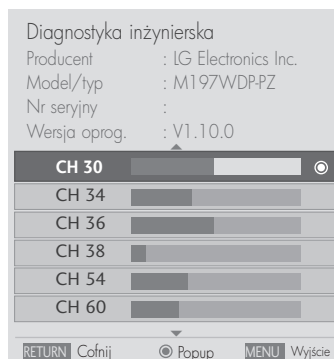 Diagnostyka inżynierska
Producent : LG Electronics Inc.
Model/typ : M197WDP-PZ
Nr seryjny :
Wersja oprog. : V1.10.0
CH 30
CH 34
CH 36
CH 38
CH 54
CH 60
RETURN Cofnij Popup MENU Wyjście